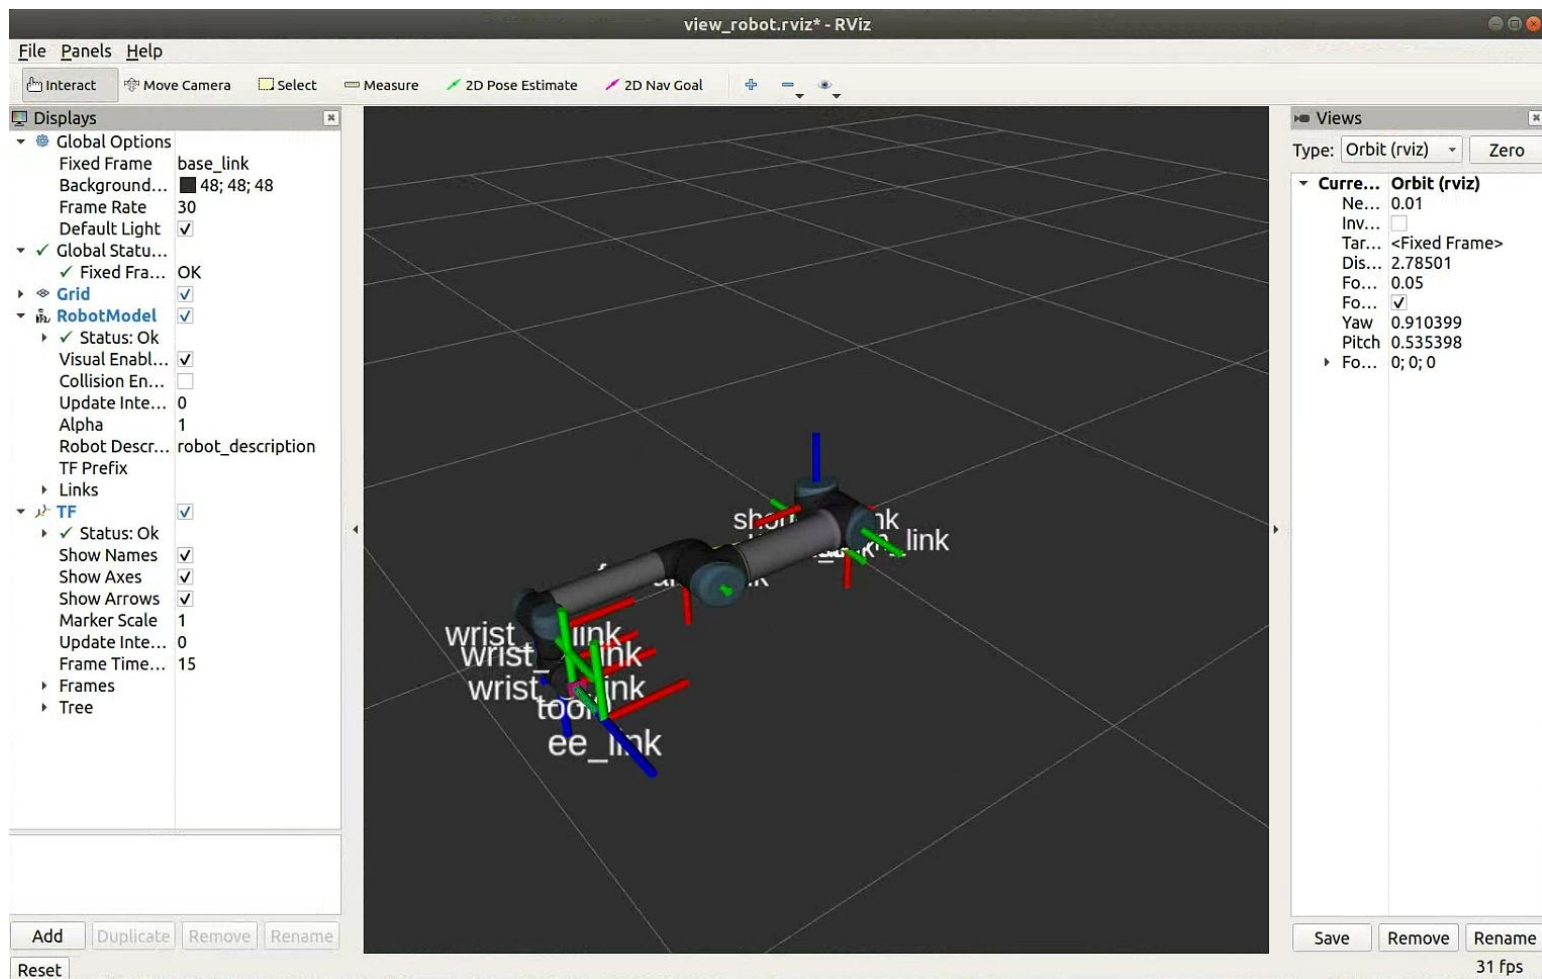 view_robot.rviz* - RViz
File Panels Help
Interact Move Camera Select Measure 2D Pose Estimate 2D Nav Goal
Displays
Global Options
Fixed Frame base_link
Background... 48; 48; 48
Frame Rate 30
Default Light
Global Statu...
Fixed Fra... OK
Grid
RobotModel
Status: Ok
Visual Enabl...
Collision En...
Update Inte... 0
Alpha 1
Robot Descr... robot_description
TF Prefix
Links
TF
Status: Ok
Show Names
Show Axes
Show Arrows
Marker Scale 1
Update Inte... 0
Frame Time... 15
Frames
Tree
Add Duplicate Remove Rename
Reset
ee_link
Views
Type: Orbit (rviz) Zero
Curre... Orbit (rviz)
Ne... 0.01
Inv...
Tar... <Fixed Frame>
Dis... 2.78501
Fo... 0.05
Fo...
Yaw 0.910399
Pitch 0.535398
Fo... 0; 0; 0
Save Remove Rename
31 fps